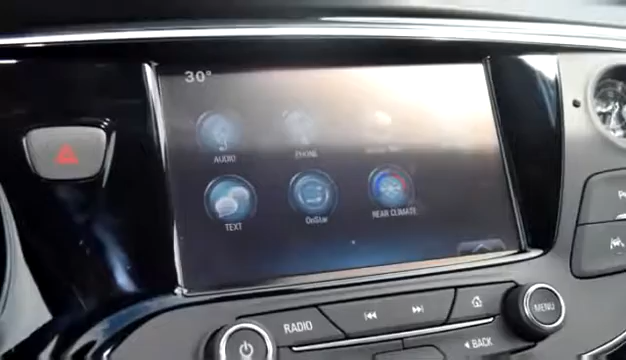 30°
AUDIO
PHONE
TEXT
OnStar
REAR CLIMATE
RADIO
MENU
BACK